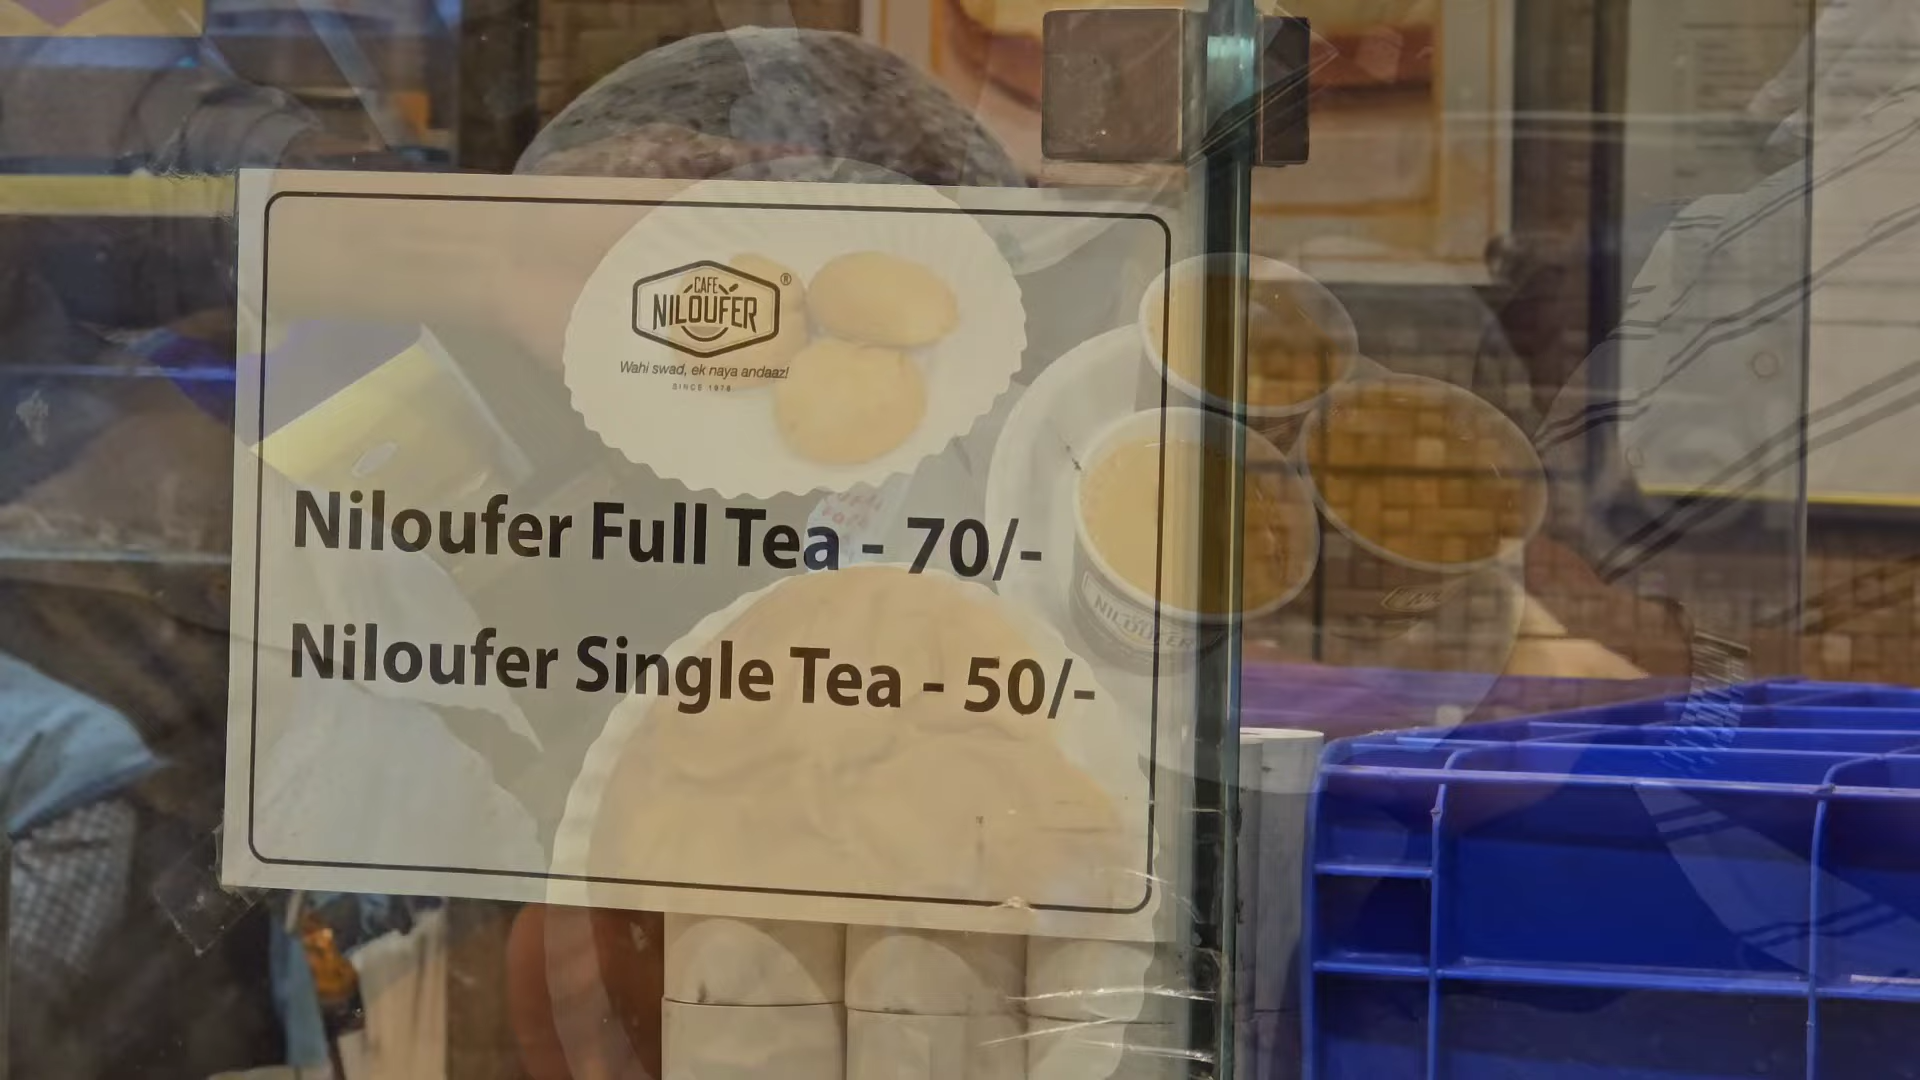 CAFE
NILOUFER®
Wahi swad, ek naya andaaz!
SINCE 1978
Niloufer Full Tea - 70/-
Niloufer Single Tea - 50/-
NILOUFER